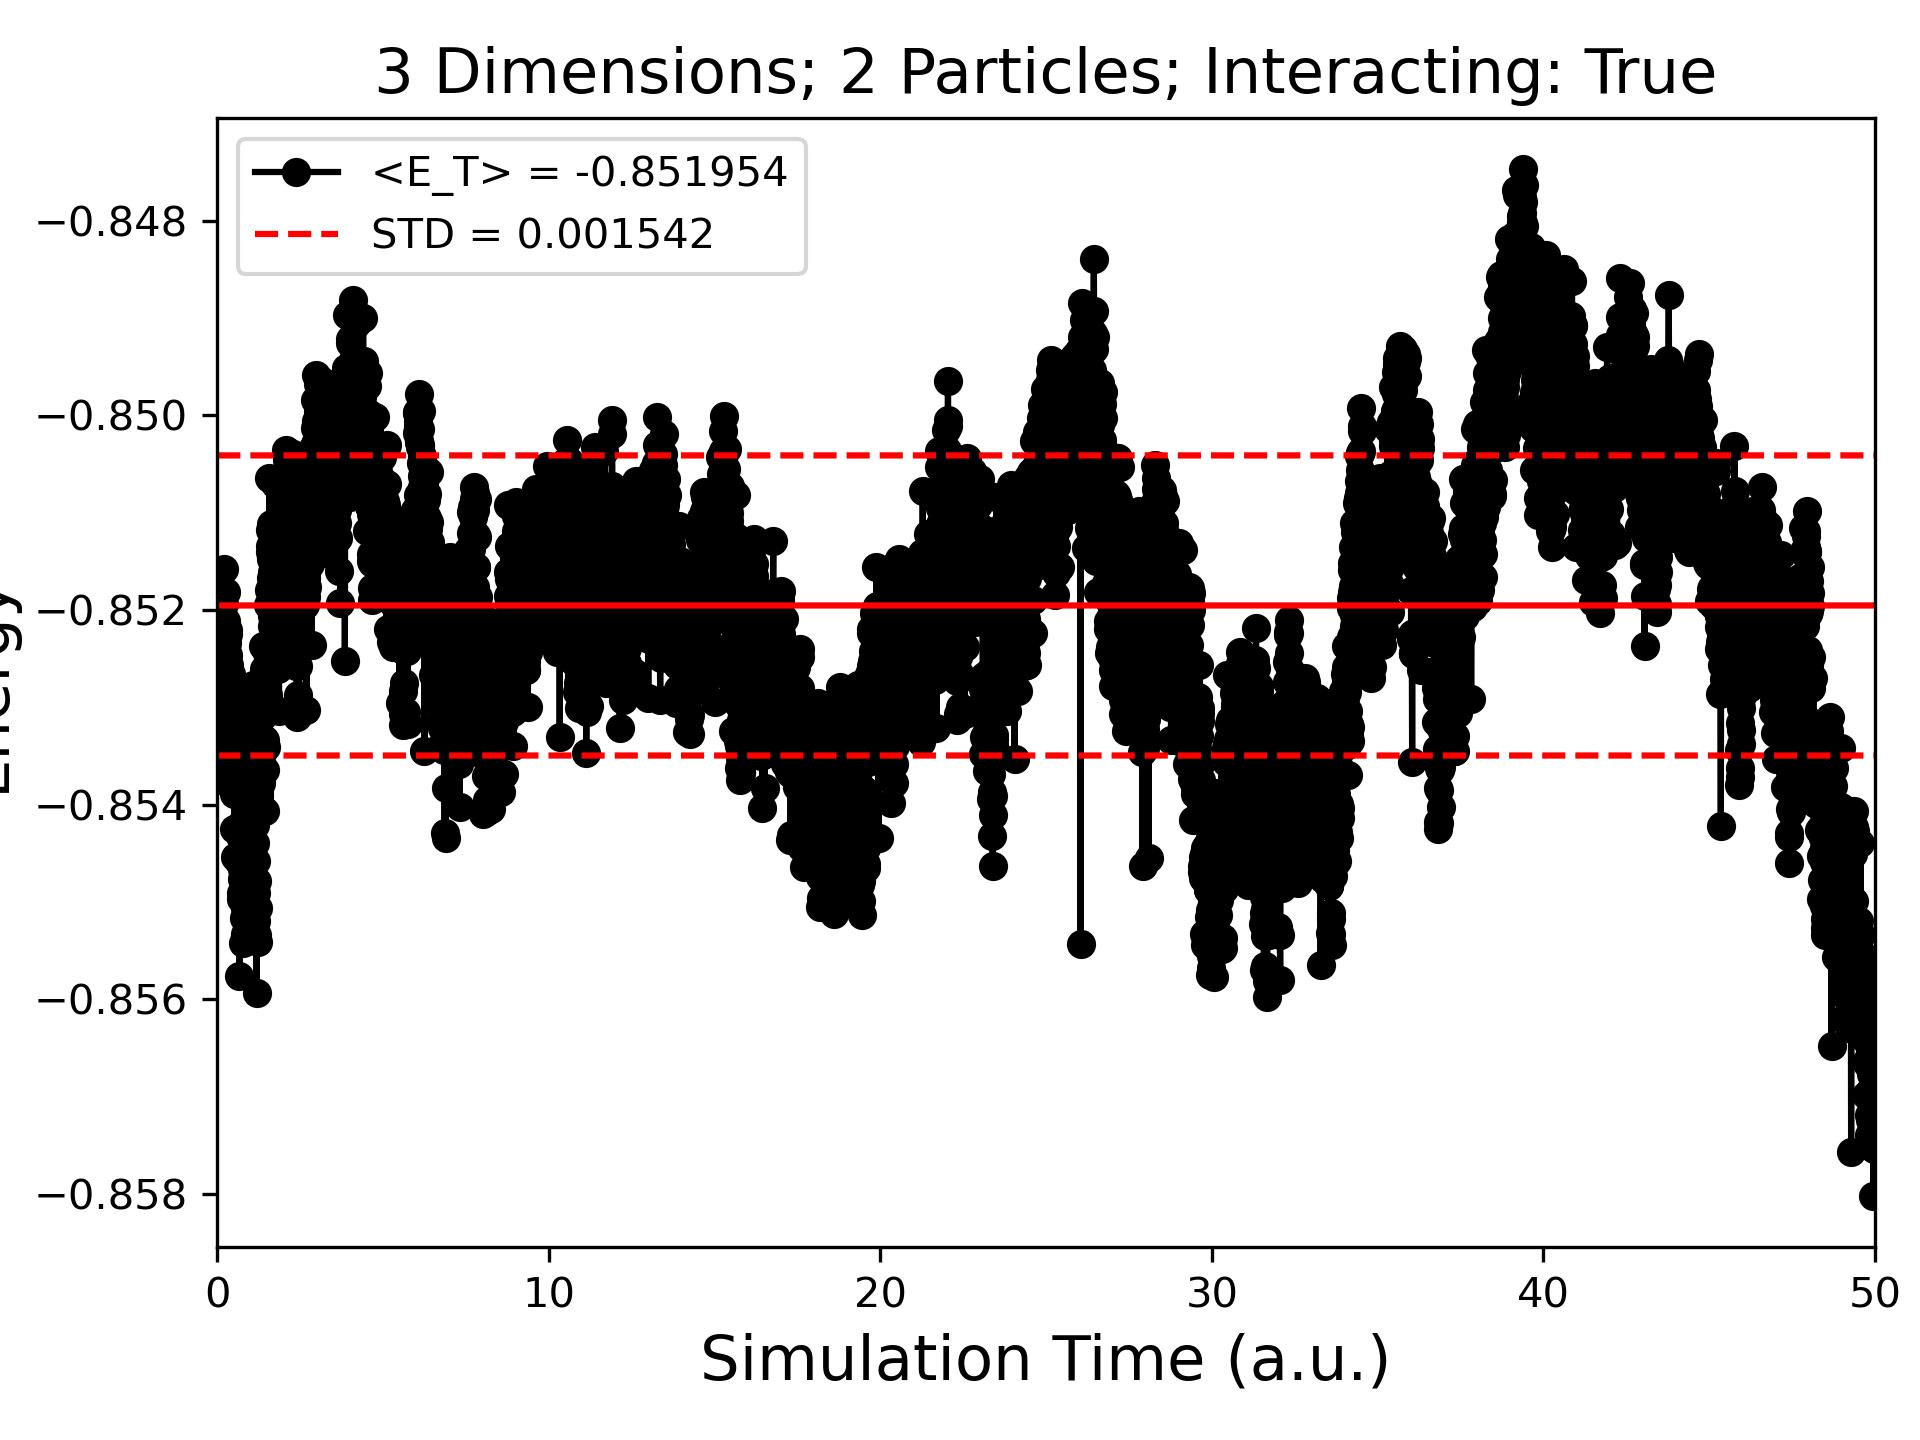 3 Dimensions; 2 Particles; Interacting: True
<E_T> = -0.851954
STD = 0.001542
−0.848
−0.850
−0.852
−0.854
−0.856
−0.858
Energy
0 10 20 30 40 50
Simulation Time (a.u.)